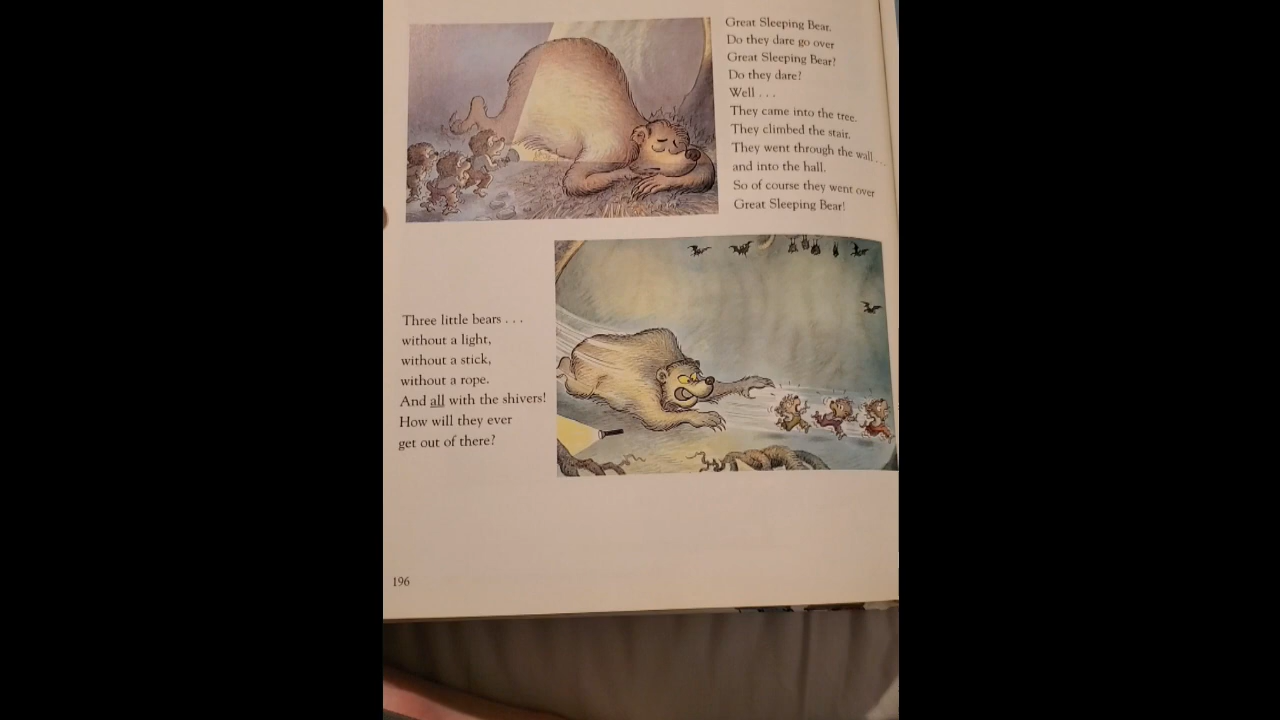 Great Sleeping Bear.
Do they dare go over
Great Sleeping Bear?
Do they dare?
Well . . .
They came into the tree.
They climbed the stair.
They went through the wall . . .
and into the hall.
So of course they went over
Great Sleeping Bear!
Three little bears . . .
without a light,
without a stick,
without a rope.
And all with the shivers!
How will they ever
get out of there?
196